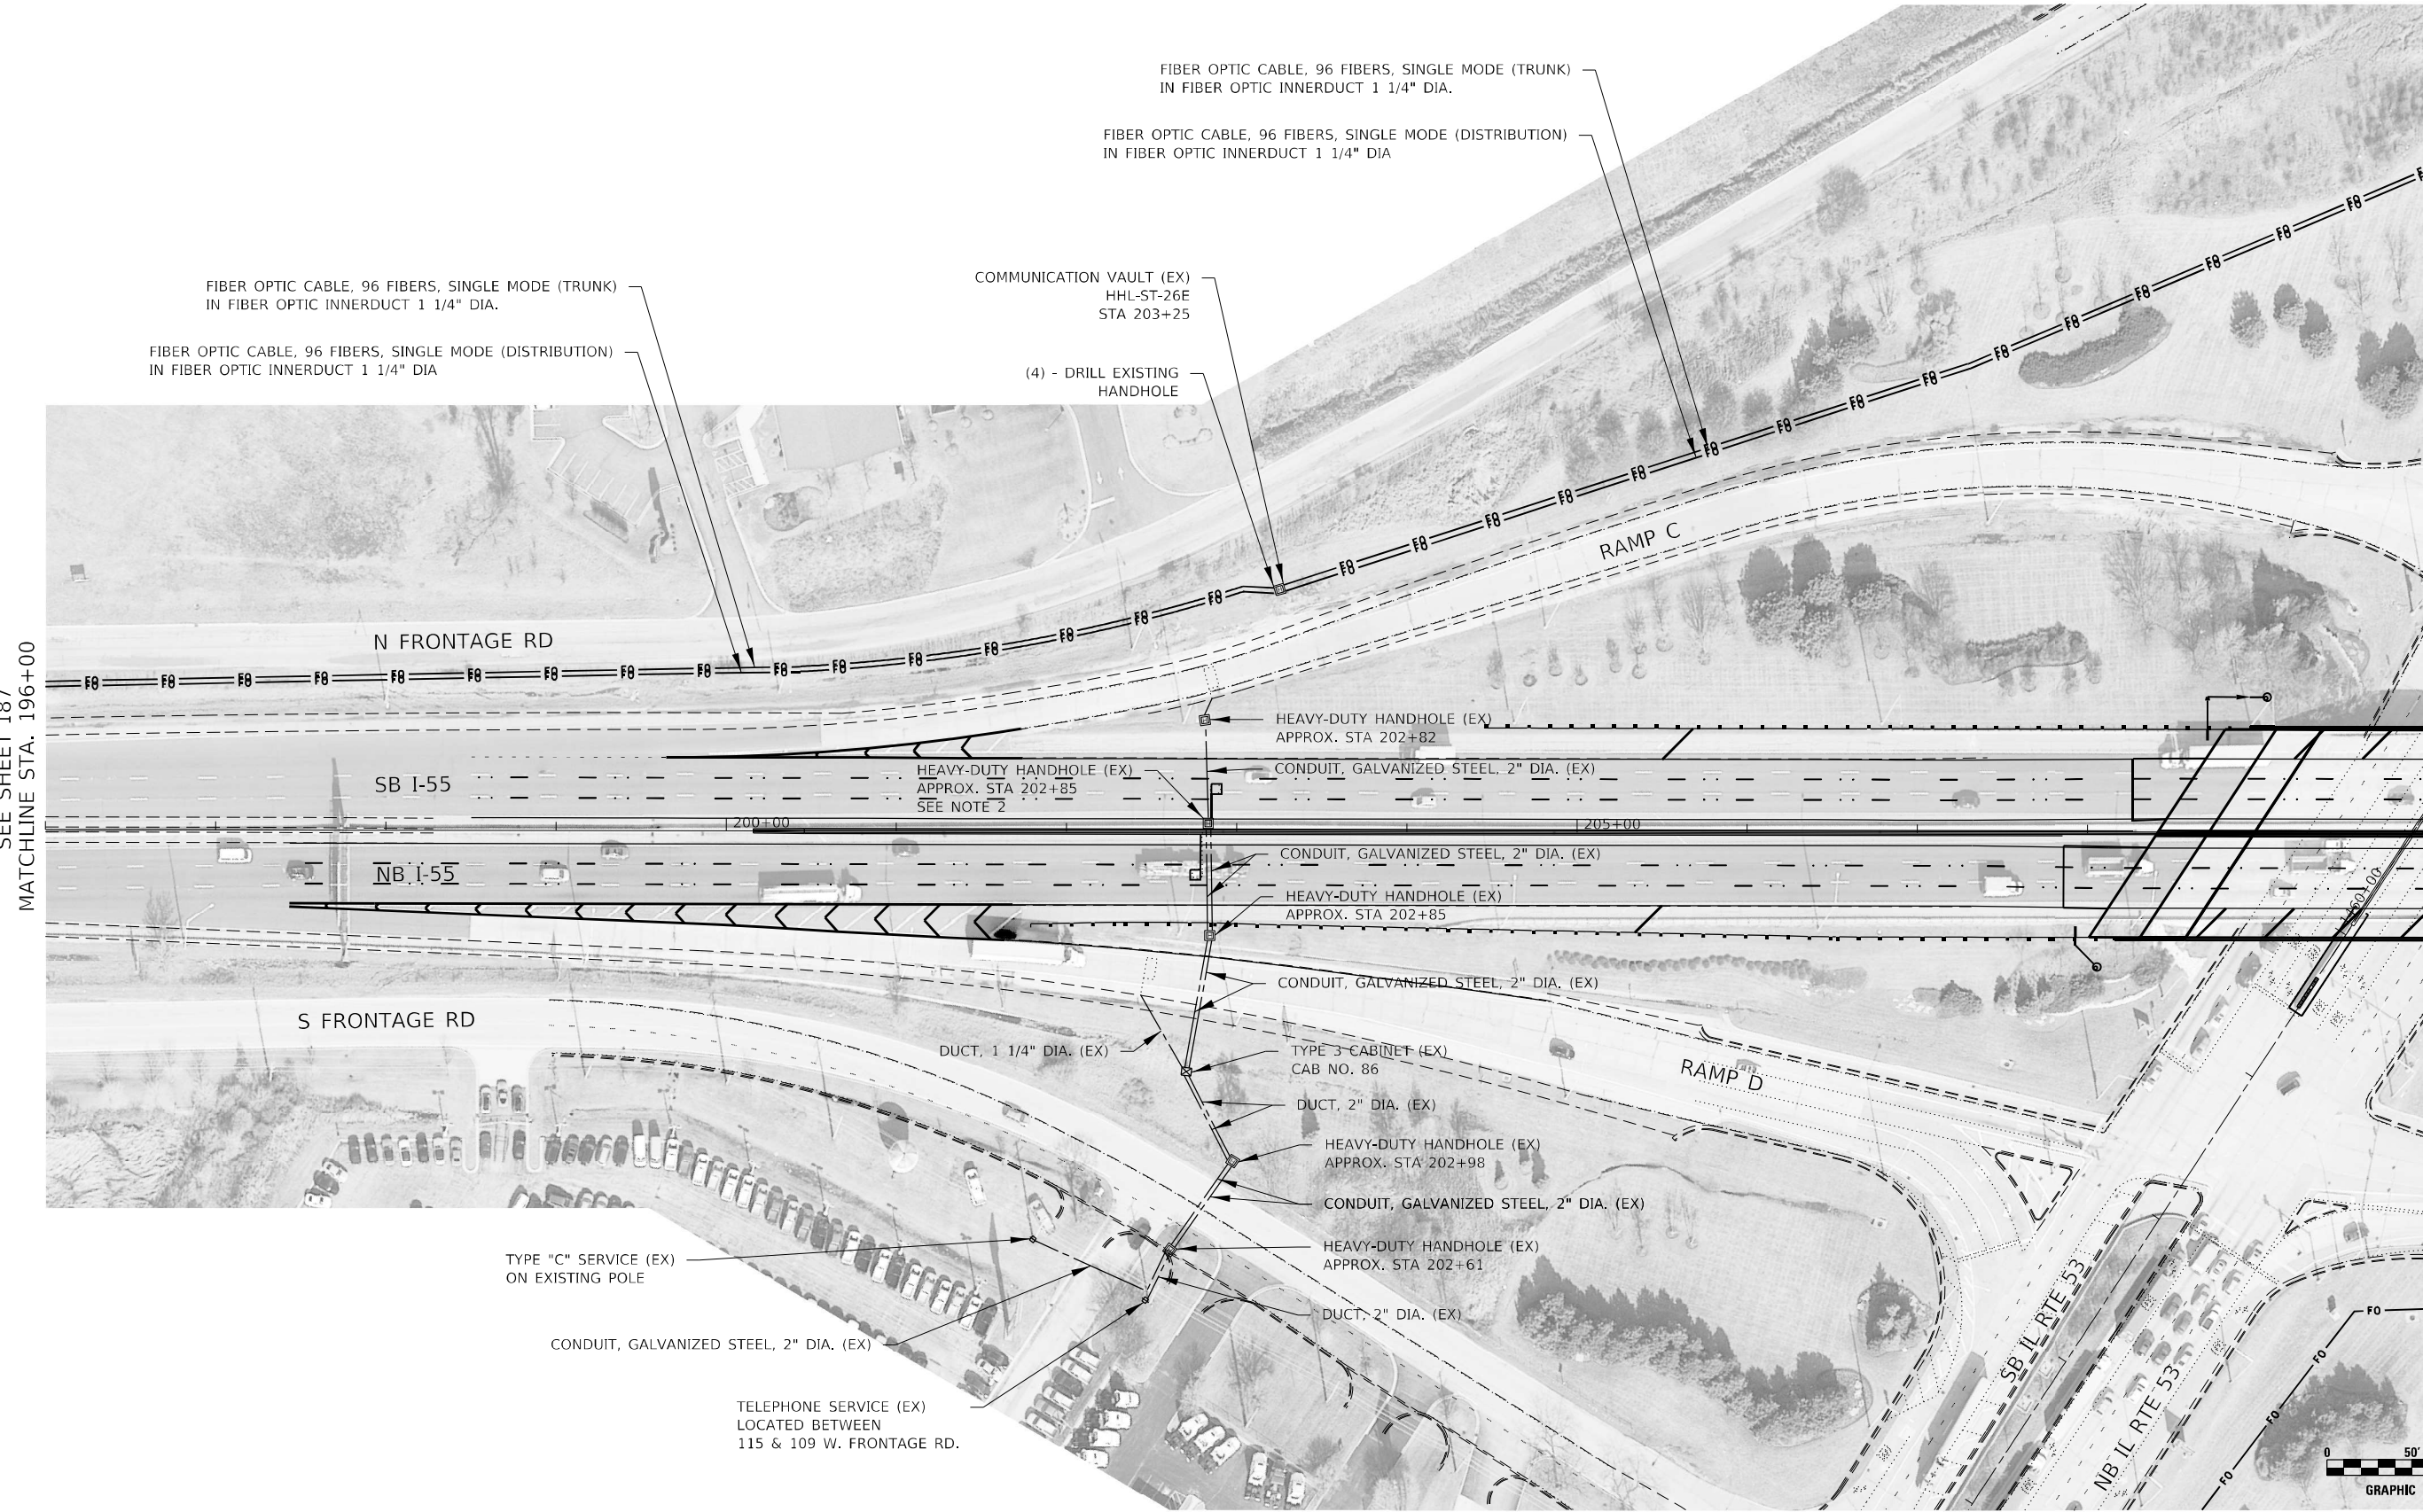 FIBER OPTIC CABLE, 96 FIBERS, SINGLE MODE (TRUNK)
IN FIBER OPTIC INNERDUCT 1 1/4" DIA.
FIBER OPTIC CABLE, 96 FIBERS, SINGLE MODE (DISTRIBUTION)
IN FIBER OPTIC INNERDUCT 1 1/4" DIA
COMMUNICATION VAULT (EX)
HHL-ST-26E
STA 203+25
(4) - DRILL EXISTING
HANDHOLE
FIBER OPTIC CABLE, 96 FIBERS, SINGLE MODE (TRUNK)
IN FIBER OPTIC INNERDUCT 1 1/4" DIA.
FIBER OPTIC CABLE, 96 FIBERS, SINGLE MODE (DISTRIBUTION)
IN FIBER OPTIC INNERDUCT 1 1/4" DIA
SEE SHEET 187
MATCHLINE STA. 196+00
N FRONTAGE RD
RAMP C
SB I-55
NB I-55
S FRONTAGE RD
HEAVY-DUTY HANDHOLE (EX)
APPROX. STA 202+82
CONDUIT, GALVANIZED STEEL, 2" DIA. (EX)
HEAVY-DUTY HANDHOLE (EX)
APPROX. STA 202+85
SEE NOTE 2
200+00
205+00
CONDUIT, GALVANIZED STEEL, 2" DIA. (EX)
HEAVY-DUTY HANDHOLE (EX)
APPROX. STA 202+85
CONDUIT, GALVANIZED STEEL, 2" DIA. (EX)
DUCT, 1 1/4" DIA. (EX)
TYPE 3 CABINET (EX)
CAB NO. 86
RAMP D
DUCT, 2" DIA. (EX)
HEAVY-DUTY HANDHOLE (EX)
APPROX. STA 202+98
CONDUIT, GALVANIZED STEEL, 2" DIA. (EX)
HEAVY-DUTY HANDHOLE (EX)
APPROX. STA 202+61
DUCT, 2" DIA. (EX)
TYPE "C" SERVICE (EX)
ON EXISTING POLE
CONDUIT, GALVANIZED STEEL, 2" DIA. (EX)
TELEPHONE SERVICE (EX)
LOCATED BETWEEN
115 & 109 W. FRONTAGE RD.
SB IL RTE 53
NB IL RTE 53
FO
FO
FO
FO
0 50'
GRAPHIC